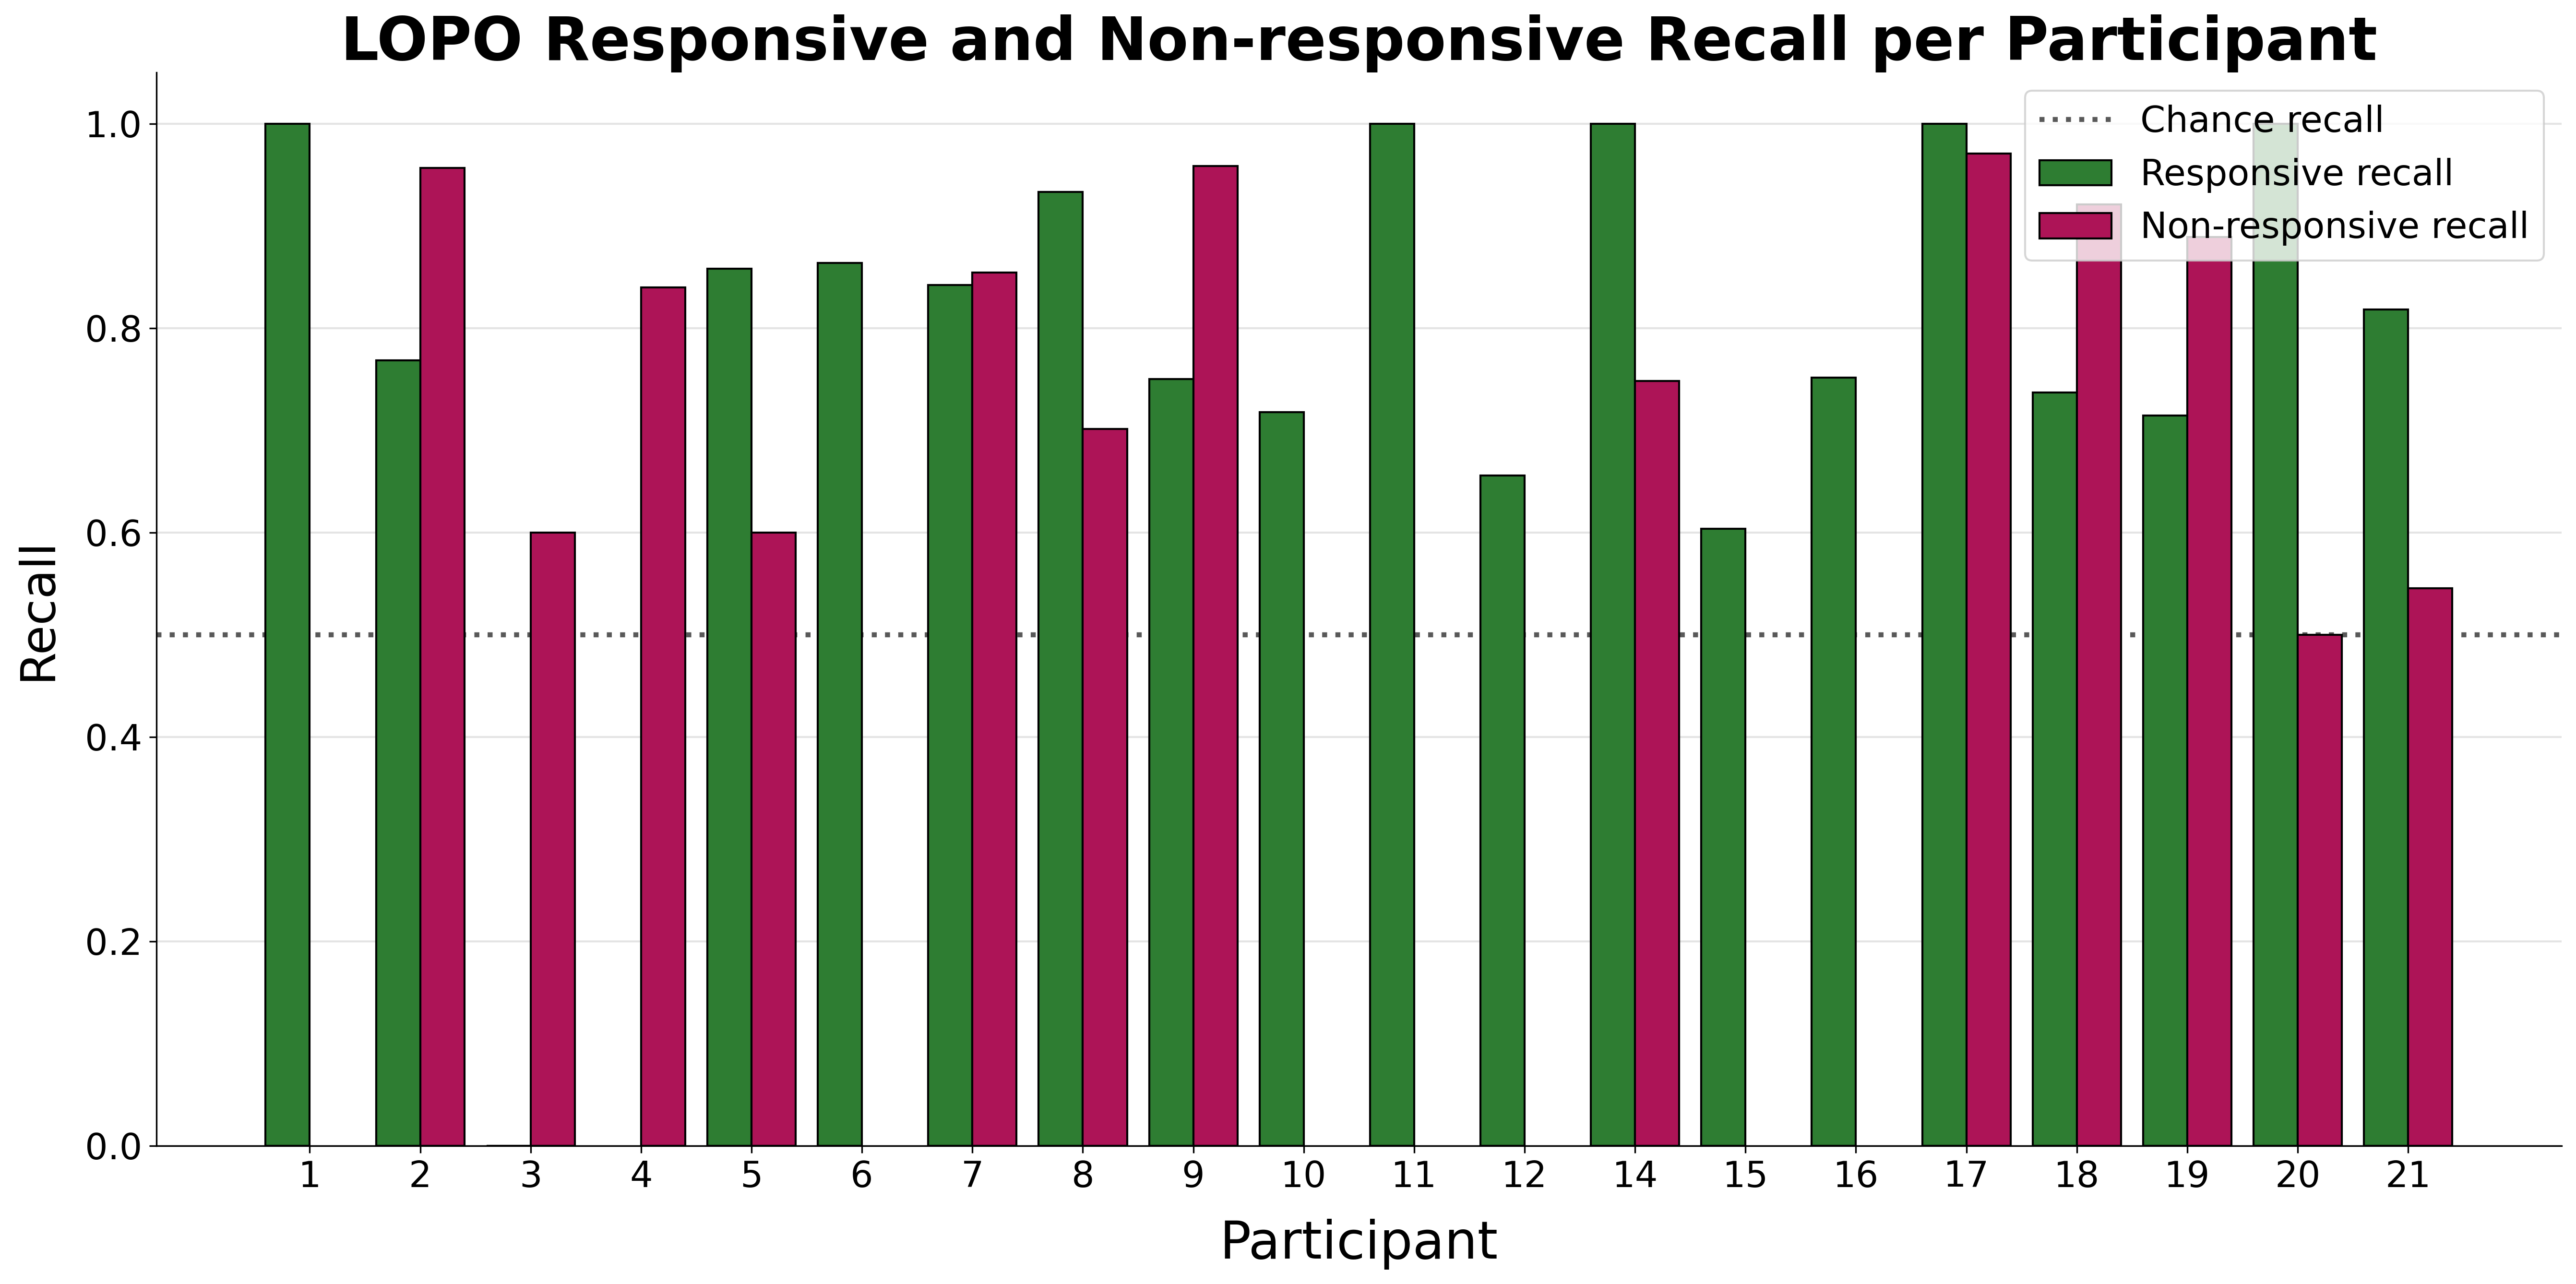 LOPO Responsive and Non-responsive Recall per Participant
Chance recall
Responsive recall
Non-responsive recall
Recall
1.0
0.8
0.6
0.4
0.2
0.0
1 2 3 4 5 6 7 8 9 10 11 12 14 15 16 17 18 19 20 21
Participant